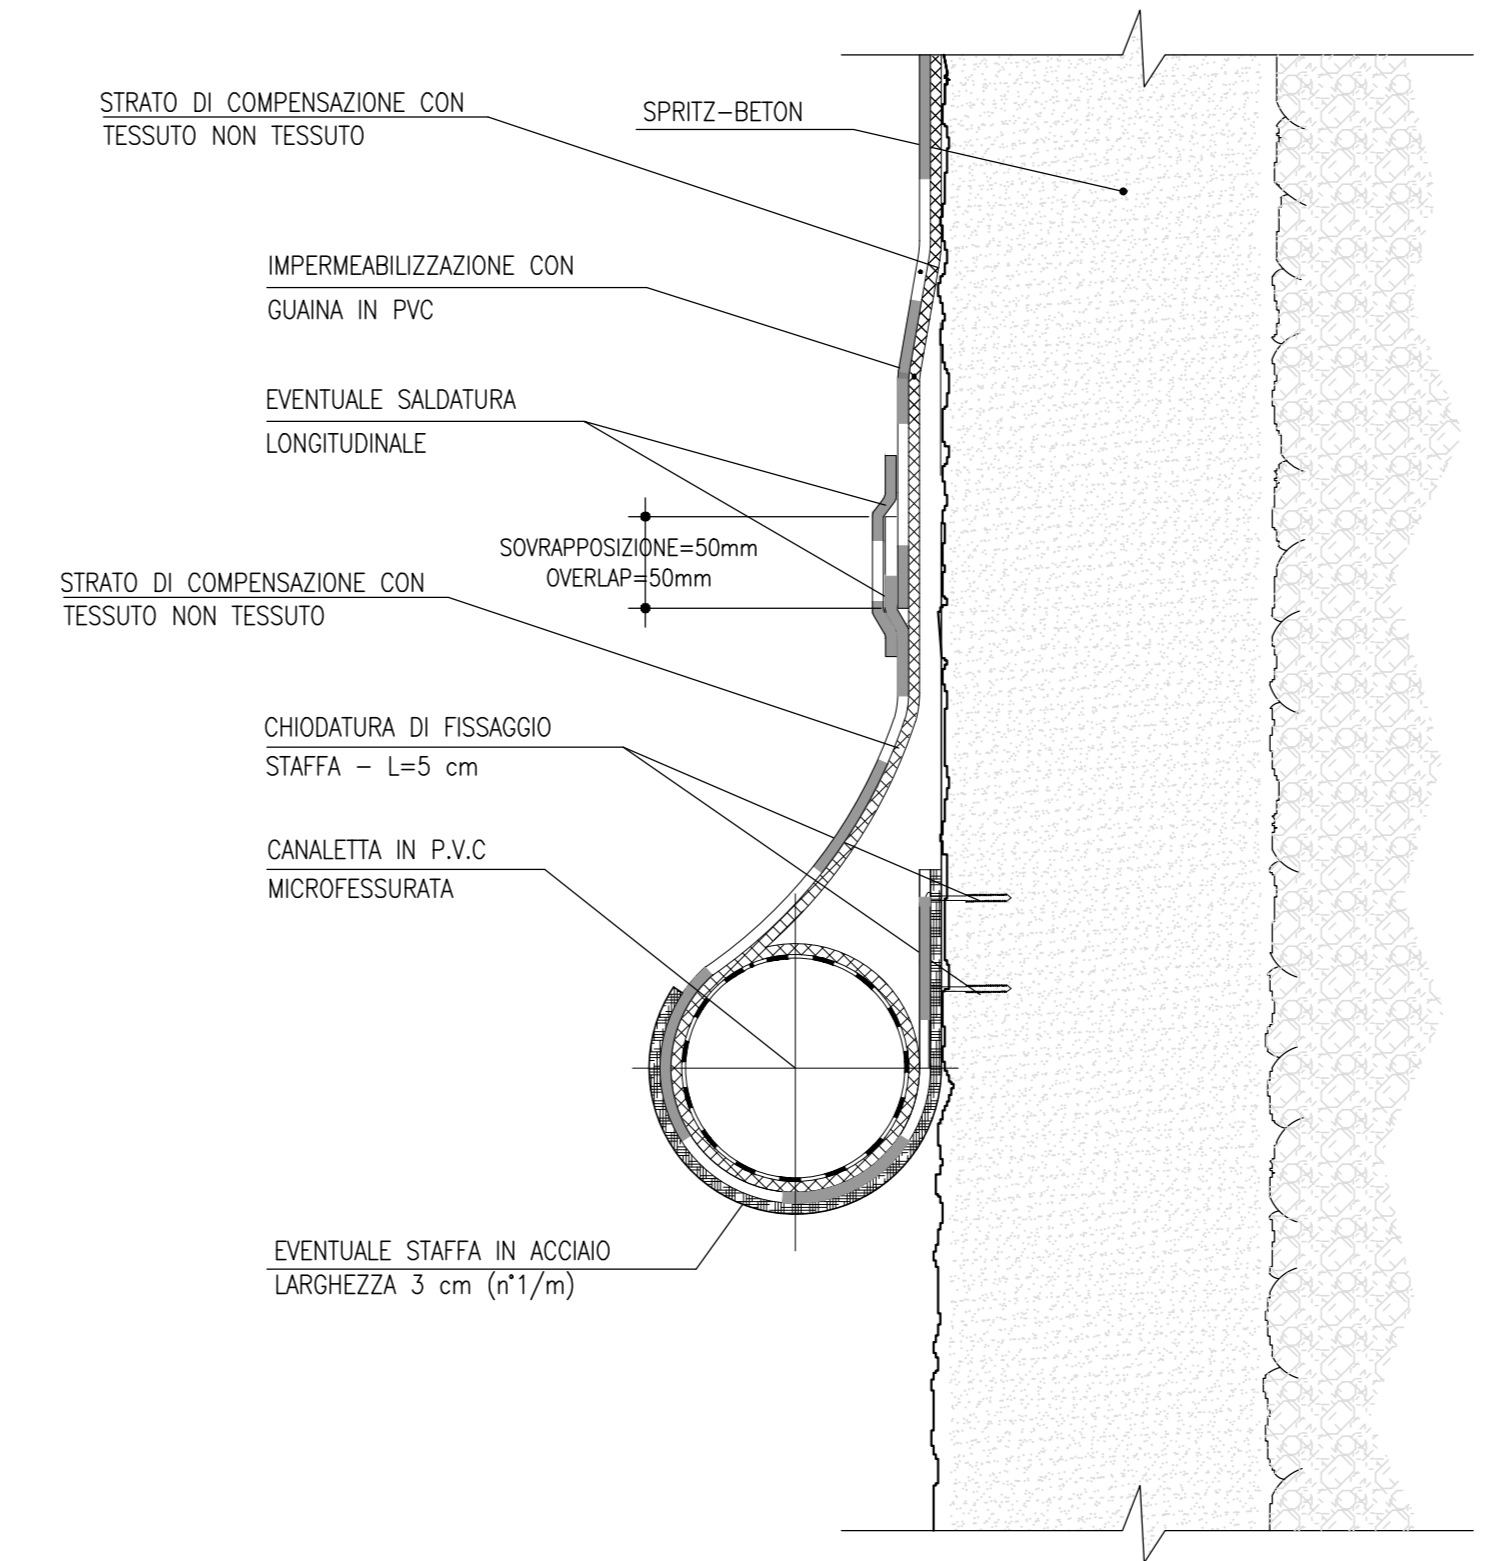 STRATO DI COMPENSAZIONE CON
TESSUTO NON TESSUTO
SPRITZ-BETON
IMPERMEABILIZZAZIONE CON
GUAINA IN PVC
EVENTUALE SALDATURA
LONGITUDINALE
SOVRAPPOSIZIONE=50mm
OVERLAP=50mm
STRATO DI COMPENSAZIONE CON
TESSUTO NON TESSUTO
CHIODATURA DI FISSAGGIO
STAFFA - L=5 cm
CANALETTA IN P.V.C
MICROFESSURATA
EVENTUALE STAFFA IN ACCIAIO
LARGHEZZA 3 cm (n°1/m)